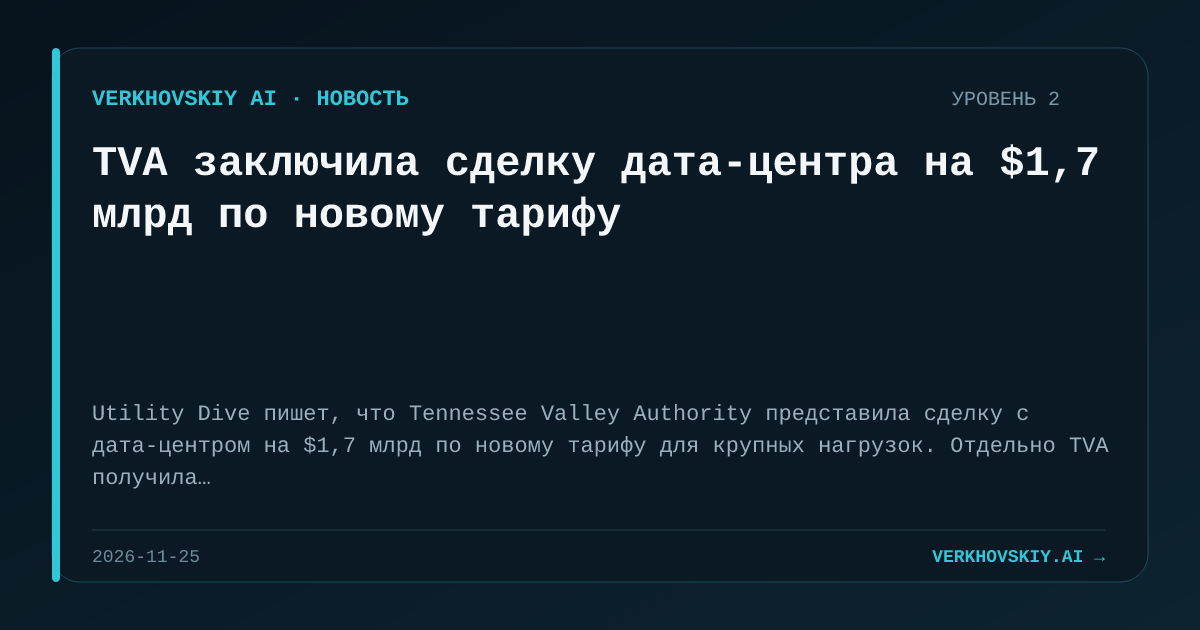 VERKHOVSKIY AI · НОВОСТЬ
УРОВЕНЬ 2
TVA заключила сделку дата-центра на $1,7
млрд по новому тарифу
Utility Dive пишет, что Tennessee Valley Authority представила сделку с
дата-центром на $1,7 млрд по новому тарифу для крупных нагрузок. Отдельно TVA
получила…
2026-11-25
VERKHOVSKIY.AI →